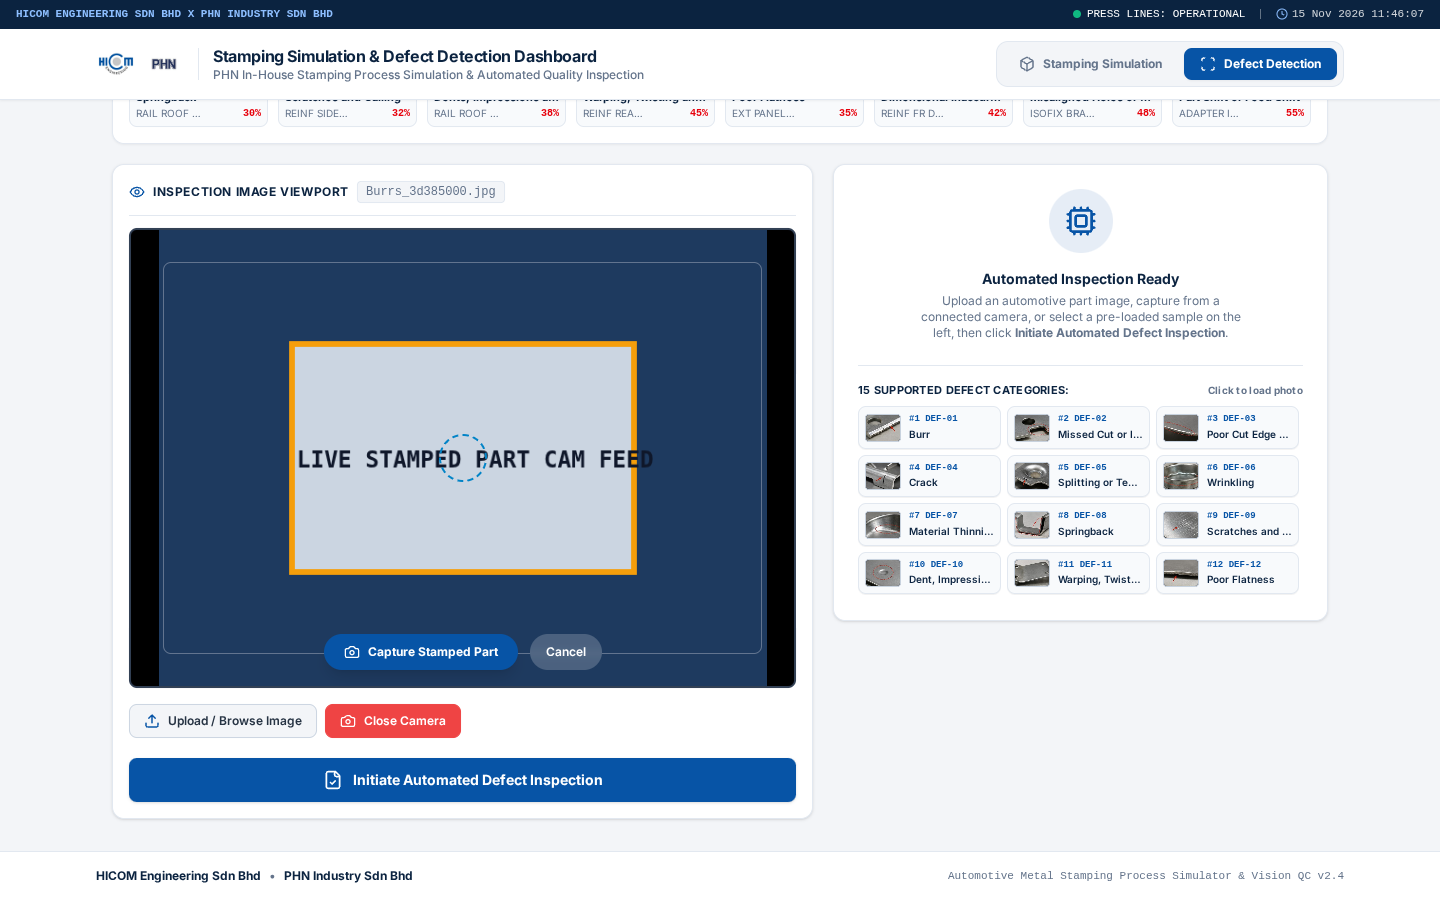 HICOM ENGINEERING SDN BHD X PHN INDUSTRY SDN BHD
PRESS LINES: OPERATIONAL | 15 Nov 2026 11:46:07
HICOM
PHN
Stamping Simulation & Defect Detection Dashboard
PHN In-House Stamping Process Simulation & Automated Quality Inspection
Stamping Simulation
Defect Detection
RAIL ROOF ... 30%
REINF SIDE... 32%
RAIL ROOF ... 38%
REINF REA... 45%
EXT PANEL... 35%
REINF FR D... 42%
ISOFIX BRA... 48%
ADAPTER I... 55%
INSPECTION IMAGE VIEWPORT Burrs_3d385000.jpg
LIVE STAMPED PART CAM FEED
Capture Stamped Part
Cancel
Upload / Browse Image
Close Camera
Initiate Automated Defect Inspection
Automated Inspection Ready
Upload an automotive part image, capture from a
connected camera, or select a pre-loaded sample on the
left, then click Initiate Automated Defect Inspection.
15 SUPPORTED DEFECT CATEGORIES:
Click to load photo
#1 DEF-01
Burr
#2 DEF-02
Missed Cut or I...
#3 DEF-03
Poor Cut Edge ...
#4 DEF-04
Crack
#5 DEF-05
Splitting or Te...
#6 DEF-06
Wrinkling
#7 DEF-07
Material Thinni...
#8 DEF-08
Springback
#9 DEF-09
Scratches and ...
#10 DEF-10
Dent, Impressi...
#11 DEF-11
Warping, Twist...
#12 DEF-12
Poor Flatness
HICOM Engineering Sdn Bhd • PHN Industry Sdn Bhd
Automotive Metal Stamping Process Simulator & Vision QC v2.4